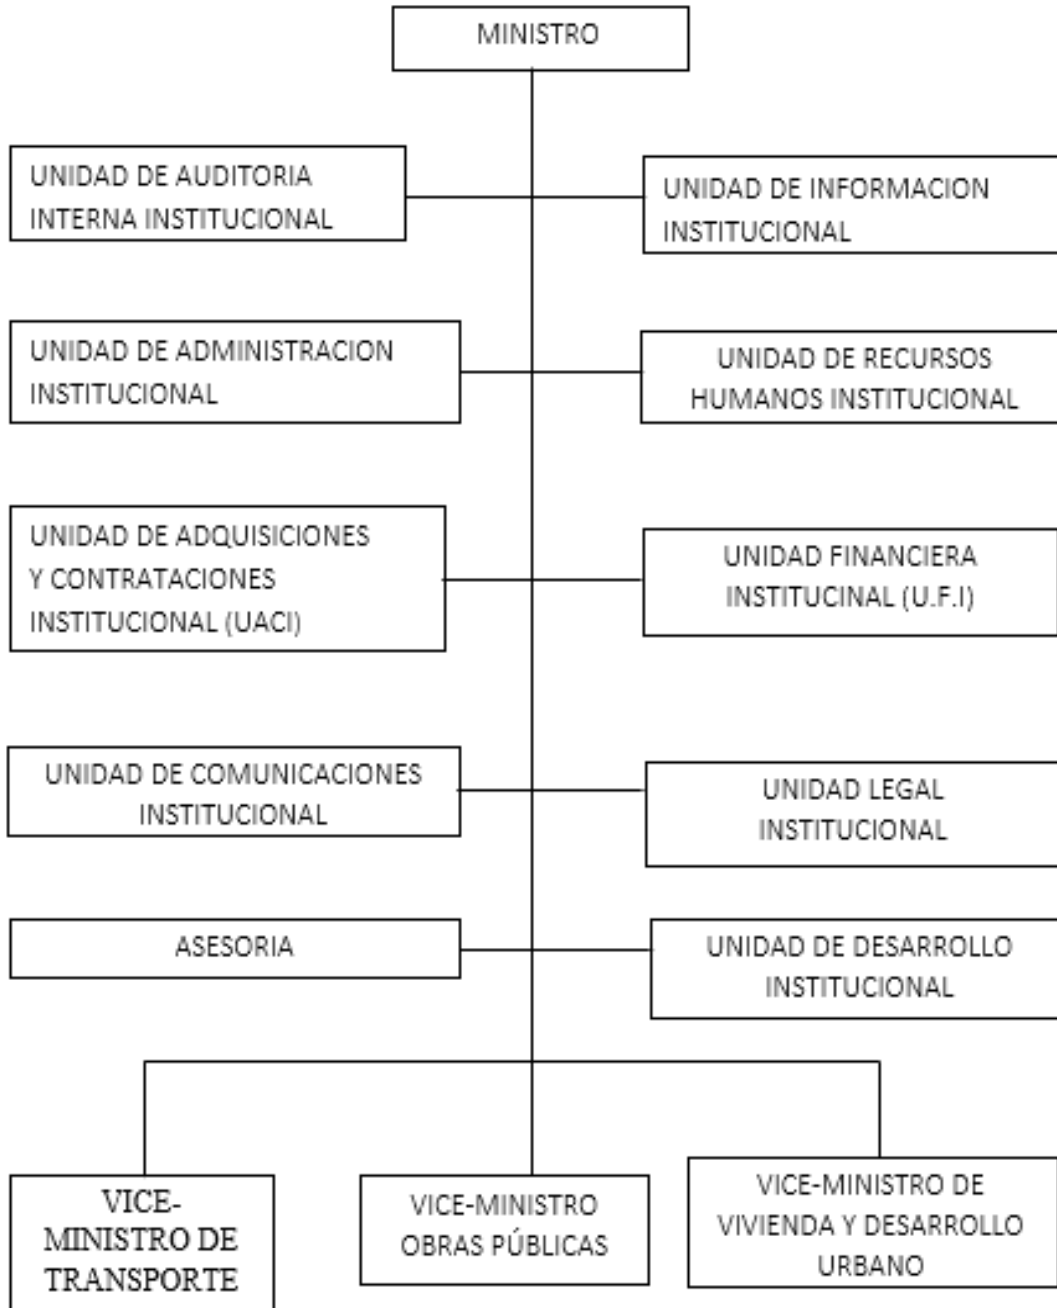 MINISTRO
UNIDAD DE AUDITORIA
INTERNA INSTITUCIONAL
UNIDAD DE INFORMACION
INSTITUCIONAL
UNIDAD DE ADMINISTRACION
INSTITUCIONAL
UNIDAD DE RECURSOS
HUMANOS INSTITUCIONAL
UNIDAD DE ADQUISICIONES
Y CONTRATACIONES
INSTITUCIONAL (UACI)
UNIDAD FINANCIERA
INSTITUCINAL (U.F.I)
UNIDAD DE COMUNICACIONES
INSTITUCIONAL
UNIDAD LEGAL
INSTITUCIONAL
ASESORIA
UNIDAD DE DESARROLLO
INSTITUCIONAL
VICE-
MINISTRO DE
TRANSPORTE
VICE-MINISTRO
OBRAS PÚBLICAS
VICE-MINISTRO DE
VIVIENDA Y DESARROLLO
URBANO